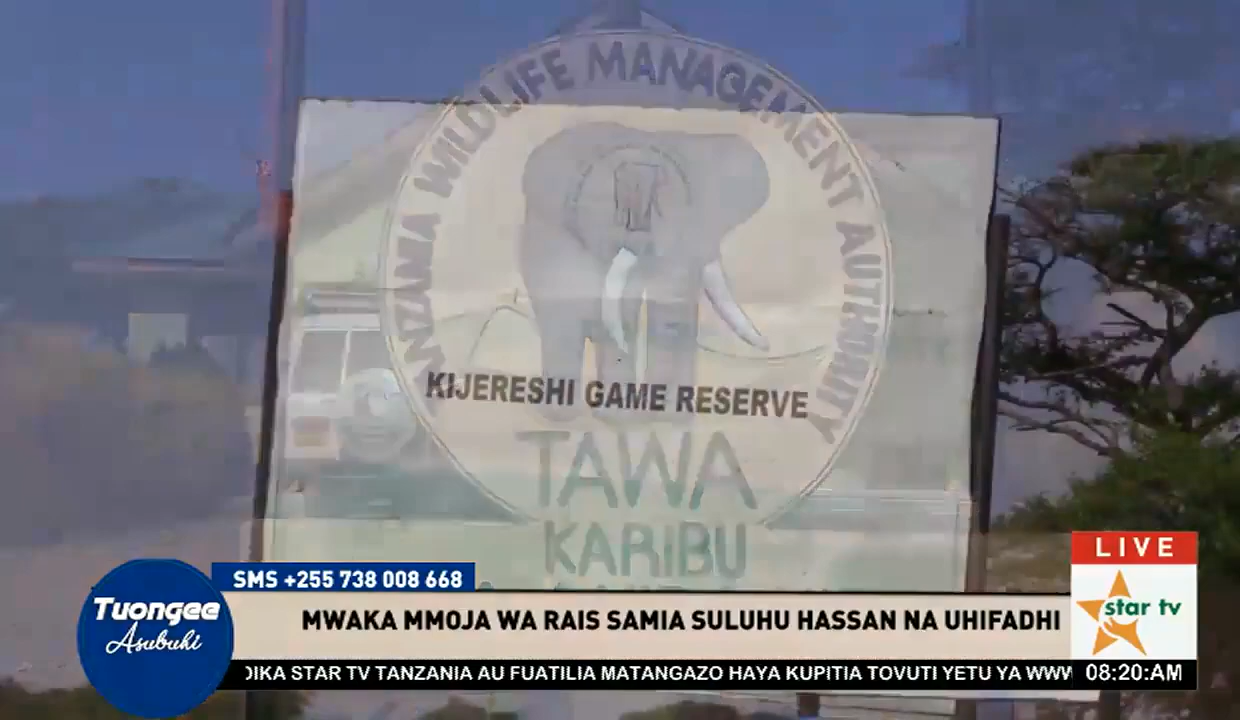 TANZANIA WILDLIFE MANAGEMENT AUTHORITY
KIJERESHI GAME RESERVE
TAWA
KARIBU
LIVE
star tv
SMS +255 738 008 668
Tuongee
Asubuhi
MWAKA MMOJA WA RAIS SAMIA SULUHU HASSAN NA UHIFADHI
DIKA STAR TV TANZANIA AU FUATILIA MATANGAZO HAYA KUPITIA TOVUTI YETU YA WWW
08:20:AM